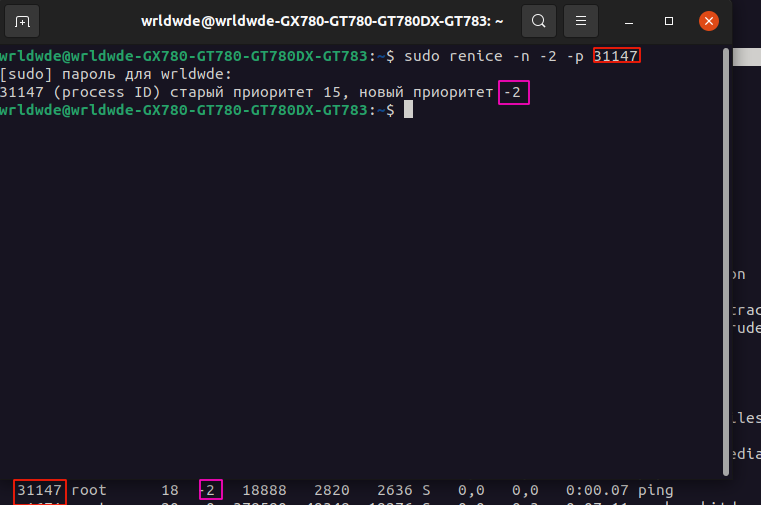 wrldwde@wrldwde-GX780-GT780-GT780DX-GT783: ~
wrldwde@wrldwde-GX780-GT780-GT780DX-GT783:~$ sudo renice -n -2 -p 31147
[sudo] пароль для wrldwde:
31147 (process ID) старый приоритет 15, новый приоритет -2
wrldwde@wrldwde-GX780-GT780-GT780DX-GT783:~$
on
trac
rude
iles
edia
31147 root 18 -2 18888 2820 2636 S 0,0 0,0 0:00.07 ping